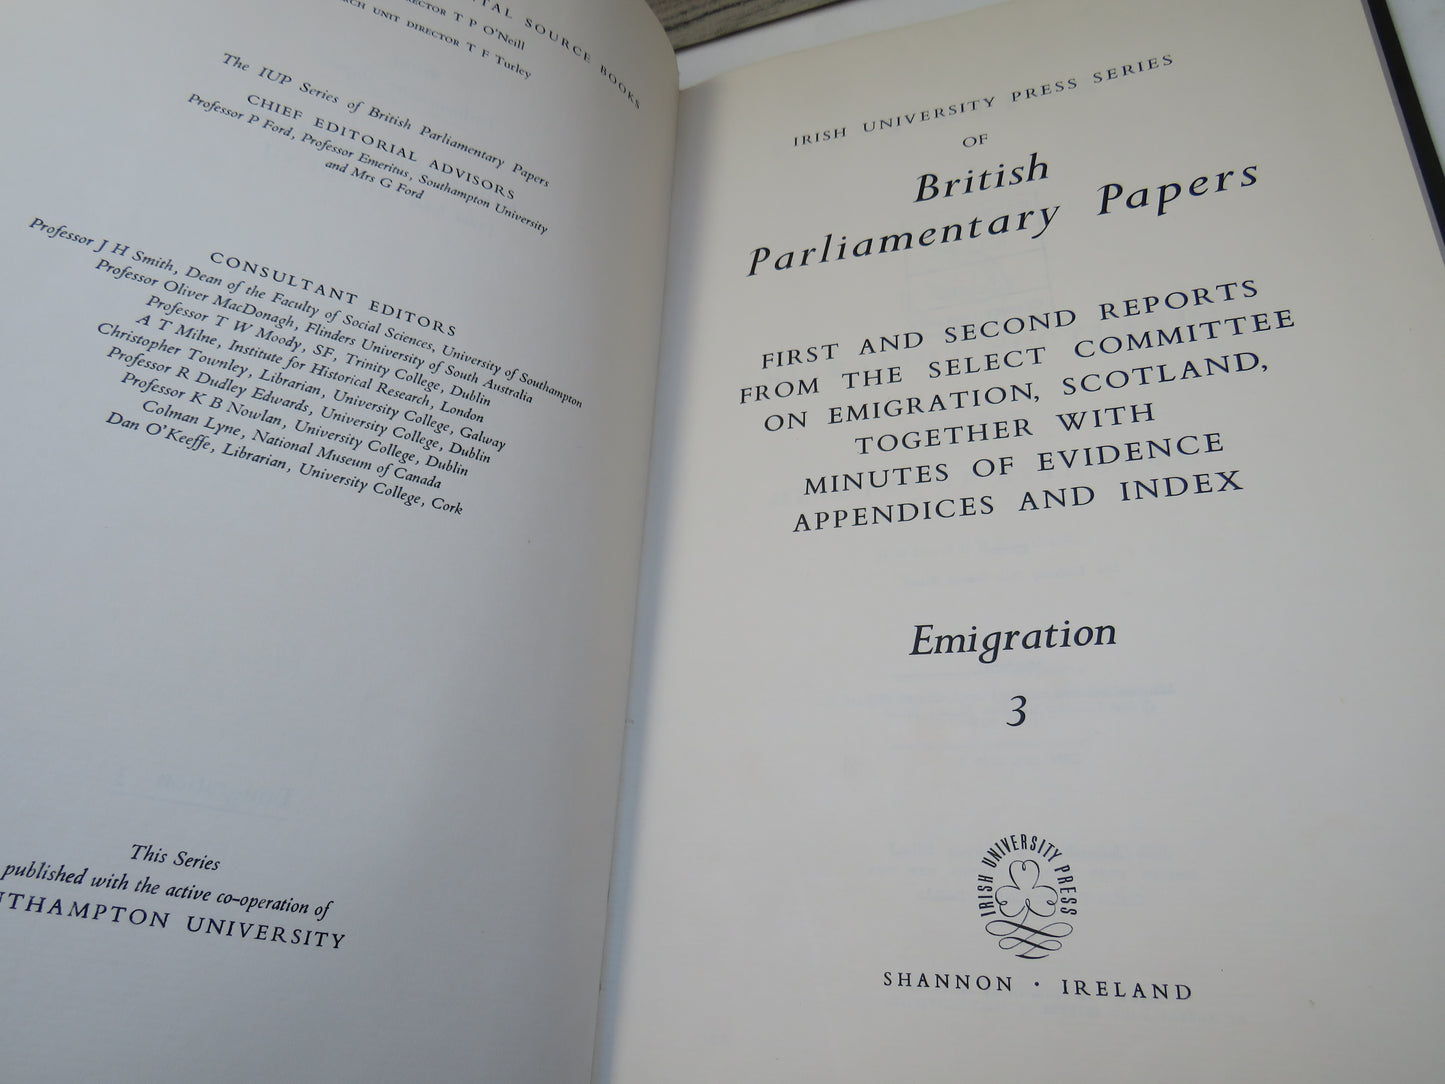 TAL SOURCE BOOKS
RECTOR T P O'Neill
RCH UNIT DIRECTOR T F Turley
The IUP Series of British Parliamentary Papers
CHIEF EDITORIAL ADVISORS
Professor P Ford, Professor Emeritus, Southampton University
and Mrs G Ford
CONSULTANT EDITORS
Professor J H Smith, Dean of the Faculty of Social Sciences, University of Southampton
Professor Oliver MacDonagh, Flinders University of South Australia
Professor T W Moody, SF, Trinity College, Dublin
A T Milne, Institute for Historical Research, London
Christopher Townley, Librarian, University College, Galway
Professor R Dudley Edwards, University College, Dublin
Professor K B Nowlan, University College, Dublin
Colman Lyne, National Museum of Canada
Dan O'Keeffe, Librarian, University College, Cork
This Series
published with the active co-operation of
UTHAMPTON UNIVERSITY
IRISH UNIVERSITY PRESS SERIES
OF
British
Parliamentary Papers
FIRST AND SECOND REPORTS
FROM THE SELECT COMMITTEE
ON EMIGRATION, SCOTLAND,
TOGETHER WITH
MINUTES OF EVIDENCE
APPENDICES AND INDEX
Emigration
3
IRISH UNIVERSITY PRESS
SHANNON · IRELAND